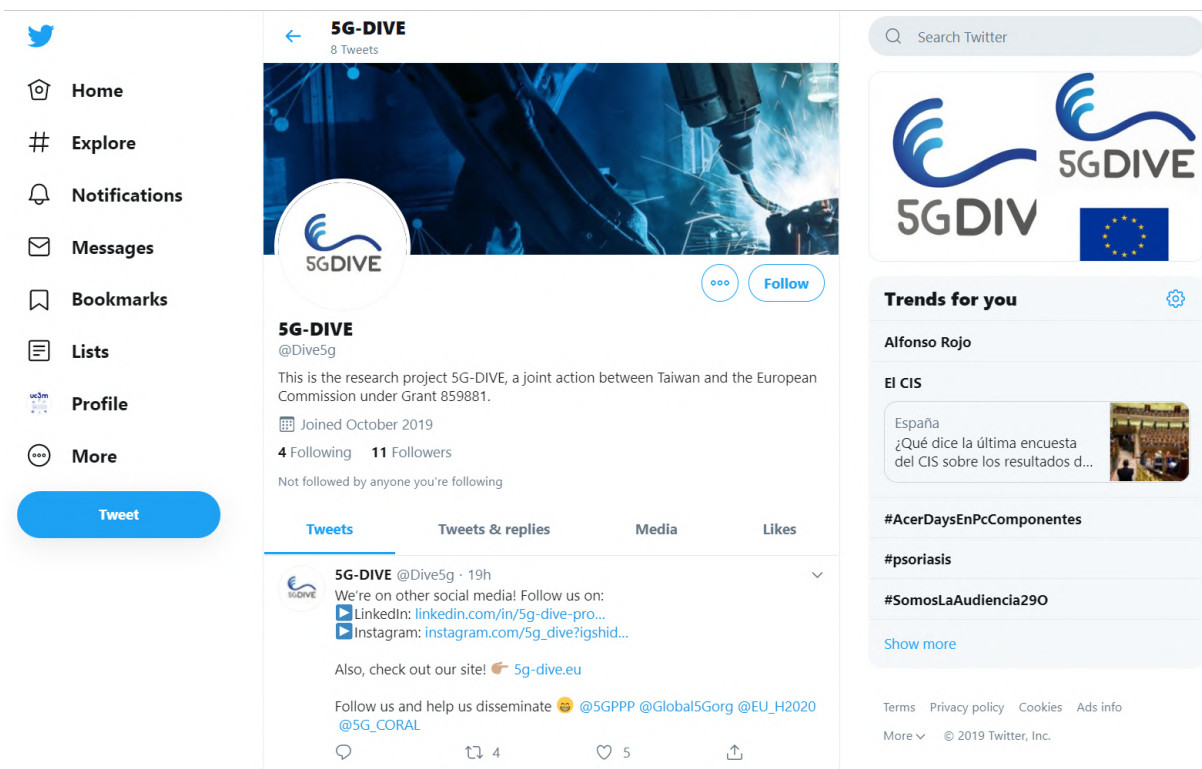 Home
Explore
Notifications
Messages
Bookmarks
Lists
uc3m
Profile
More
Tweet
5G-DIVE
8 Tweets
5GDIVE
Follow
5G-DIVE
@Dive5g
This is the research project 5G-DIVE, a joint action between Taiwan and the European
Commission under Grant 859881.
Joined October 2019
4 Following 11 Followers
Not followed by anyone you're following
Tweets Tweets & replies Media Likes
5GDIVE
5G-DIVE @Dive5g · 19h
We're on other social media! Follow us on:
LinkedIn: linkedin.com/in/5g-dive-pro...
Instagram: instagram.com/5g_dive?igshid...
Also, check out our site! 5g-dive.eu
Follow us and help us disseminate @5GPPP @Global5Gorg @EU_H2020
@5G_CORAL
4 5
Search Twitter
5GDIV
5GDIVE
Trends for you
Alfonso Rojo
El CIS
España
¿Qué dice la última encuesta
del CIS sobre los resultados d...
#AcerDaysEnPcComponentes
#psoriasis
#SomosLaAudiencia29O
Show more
Terms Privacy policy Cookies Ads info
More © 2019 Twitter, Inc.